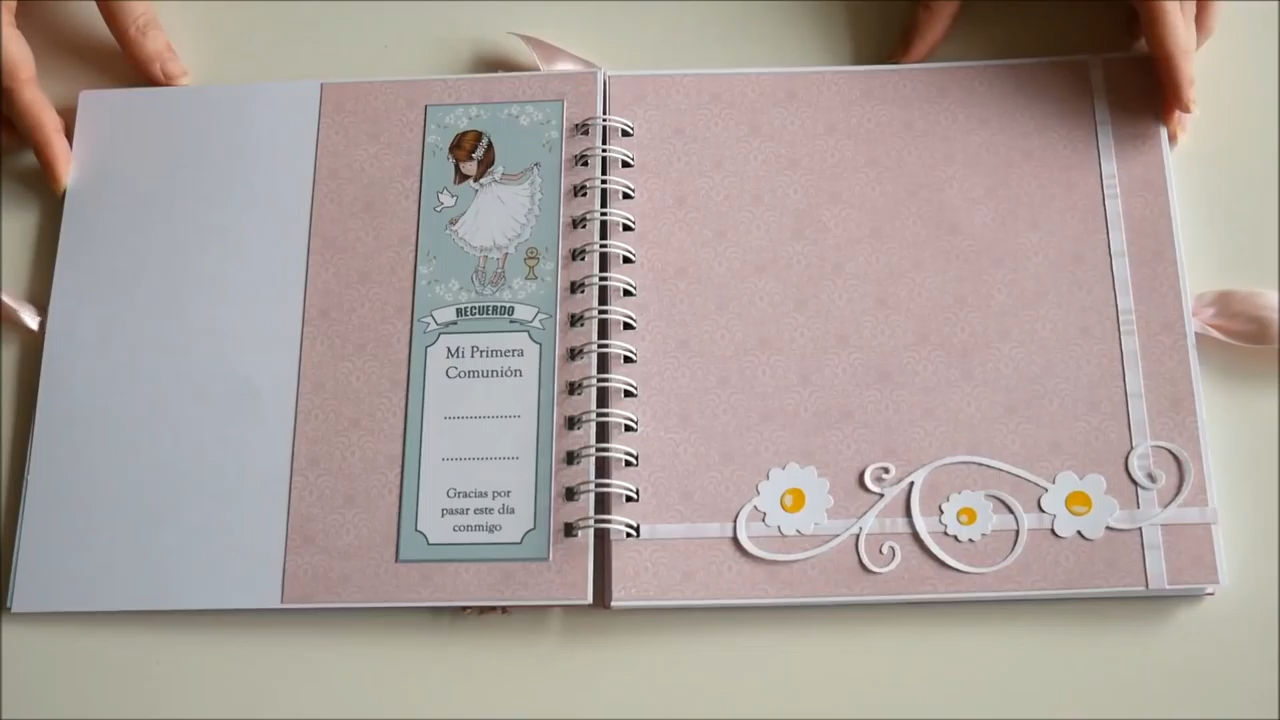 RECUERDO
Mi Primera
Comunión
..................
..................
Gracias por
pasar este día
conmigo